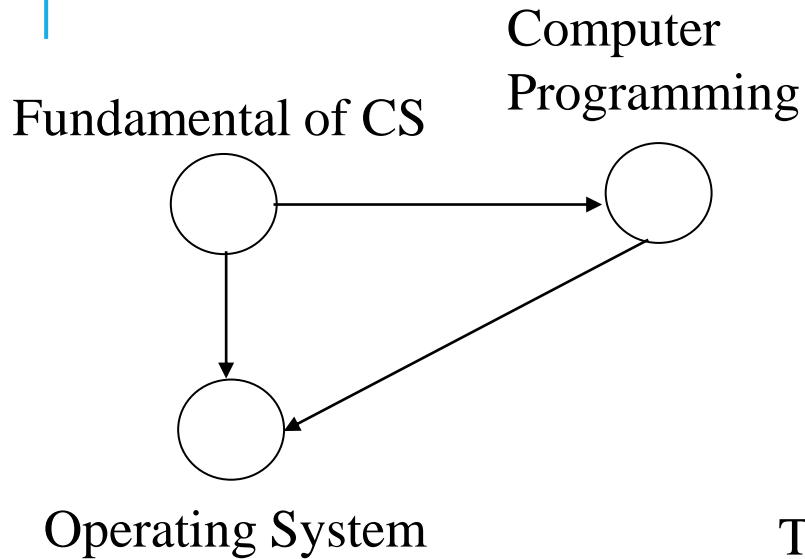 Computer
Programming
Fundamental of CS
Operating System
T